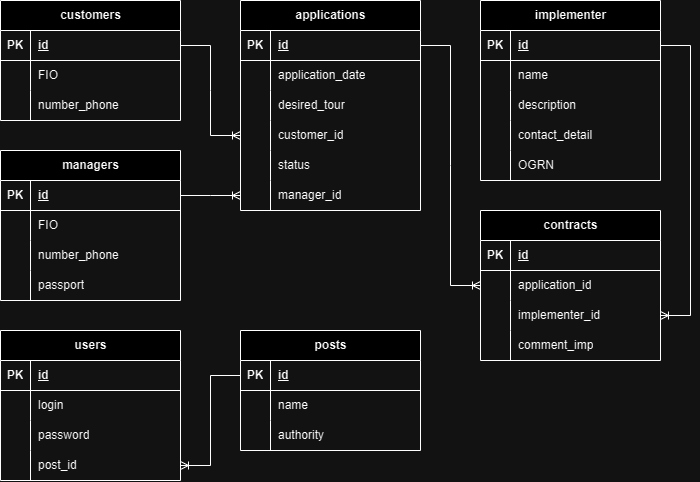 customers
PK id
FIO
number_phone
applications
PK id
application_date
desired_tour
customer_id
status
manager_id
implementer
PK id
name
description
contact_detail
OGRN
managers
PK id
FIO
number_phone
passport
contracts
PK id
application_id
implementer_id
comment_imp
users
PK id
login
password
post_id
posts
PK id
name
authority